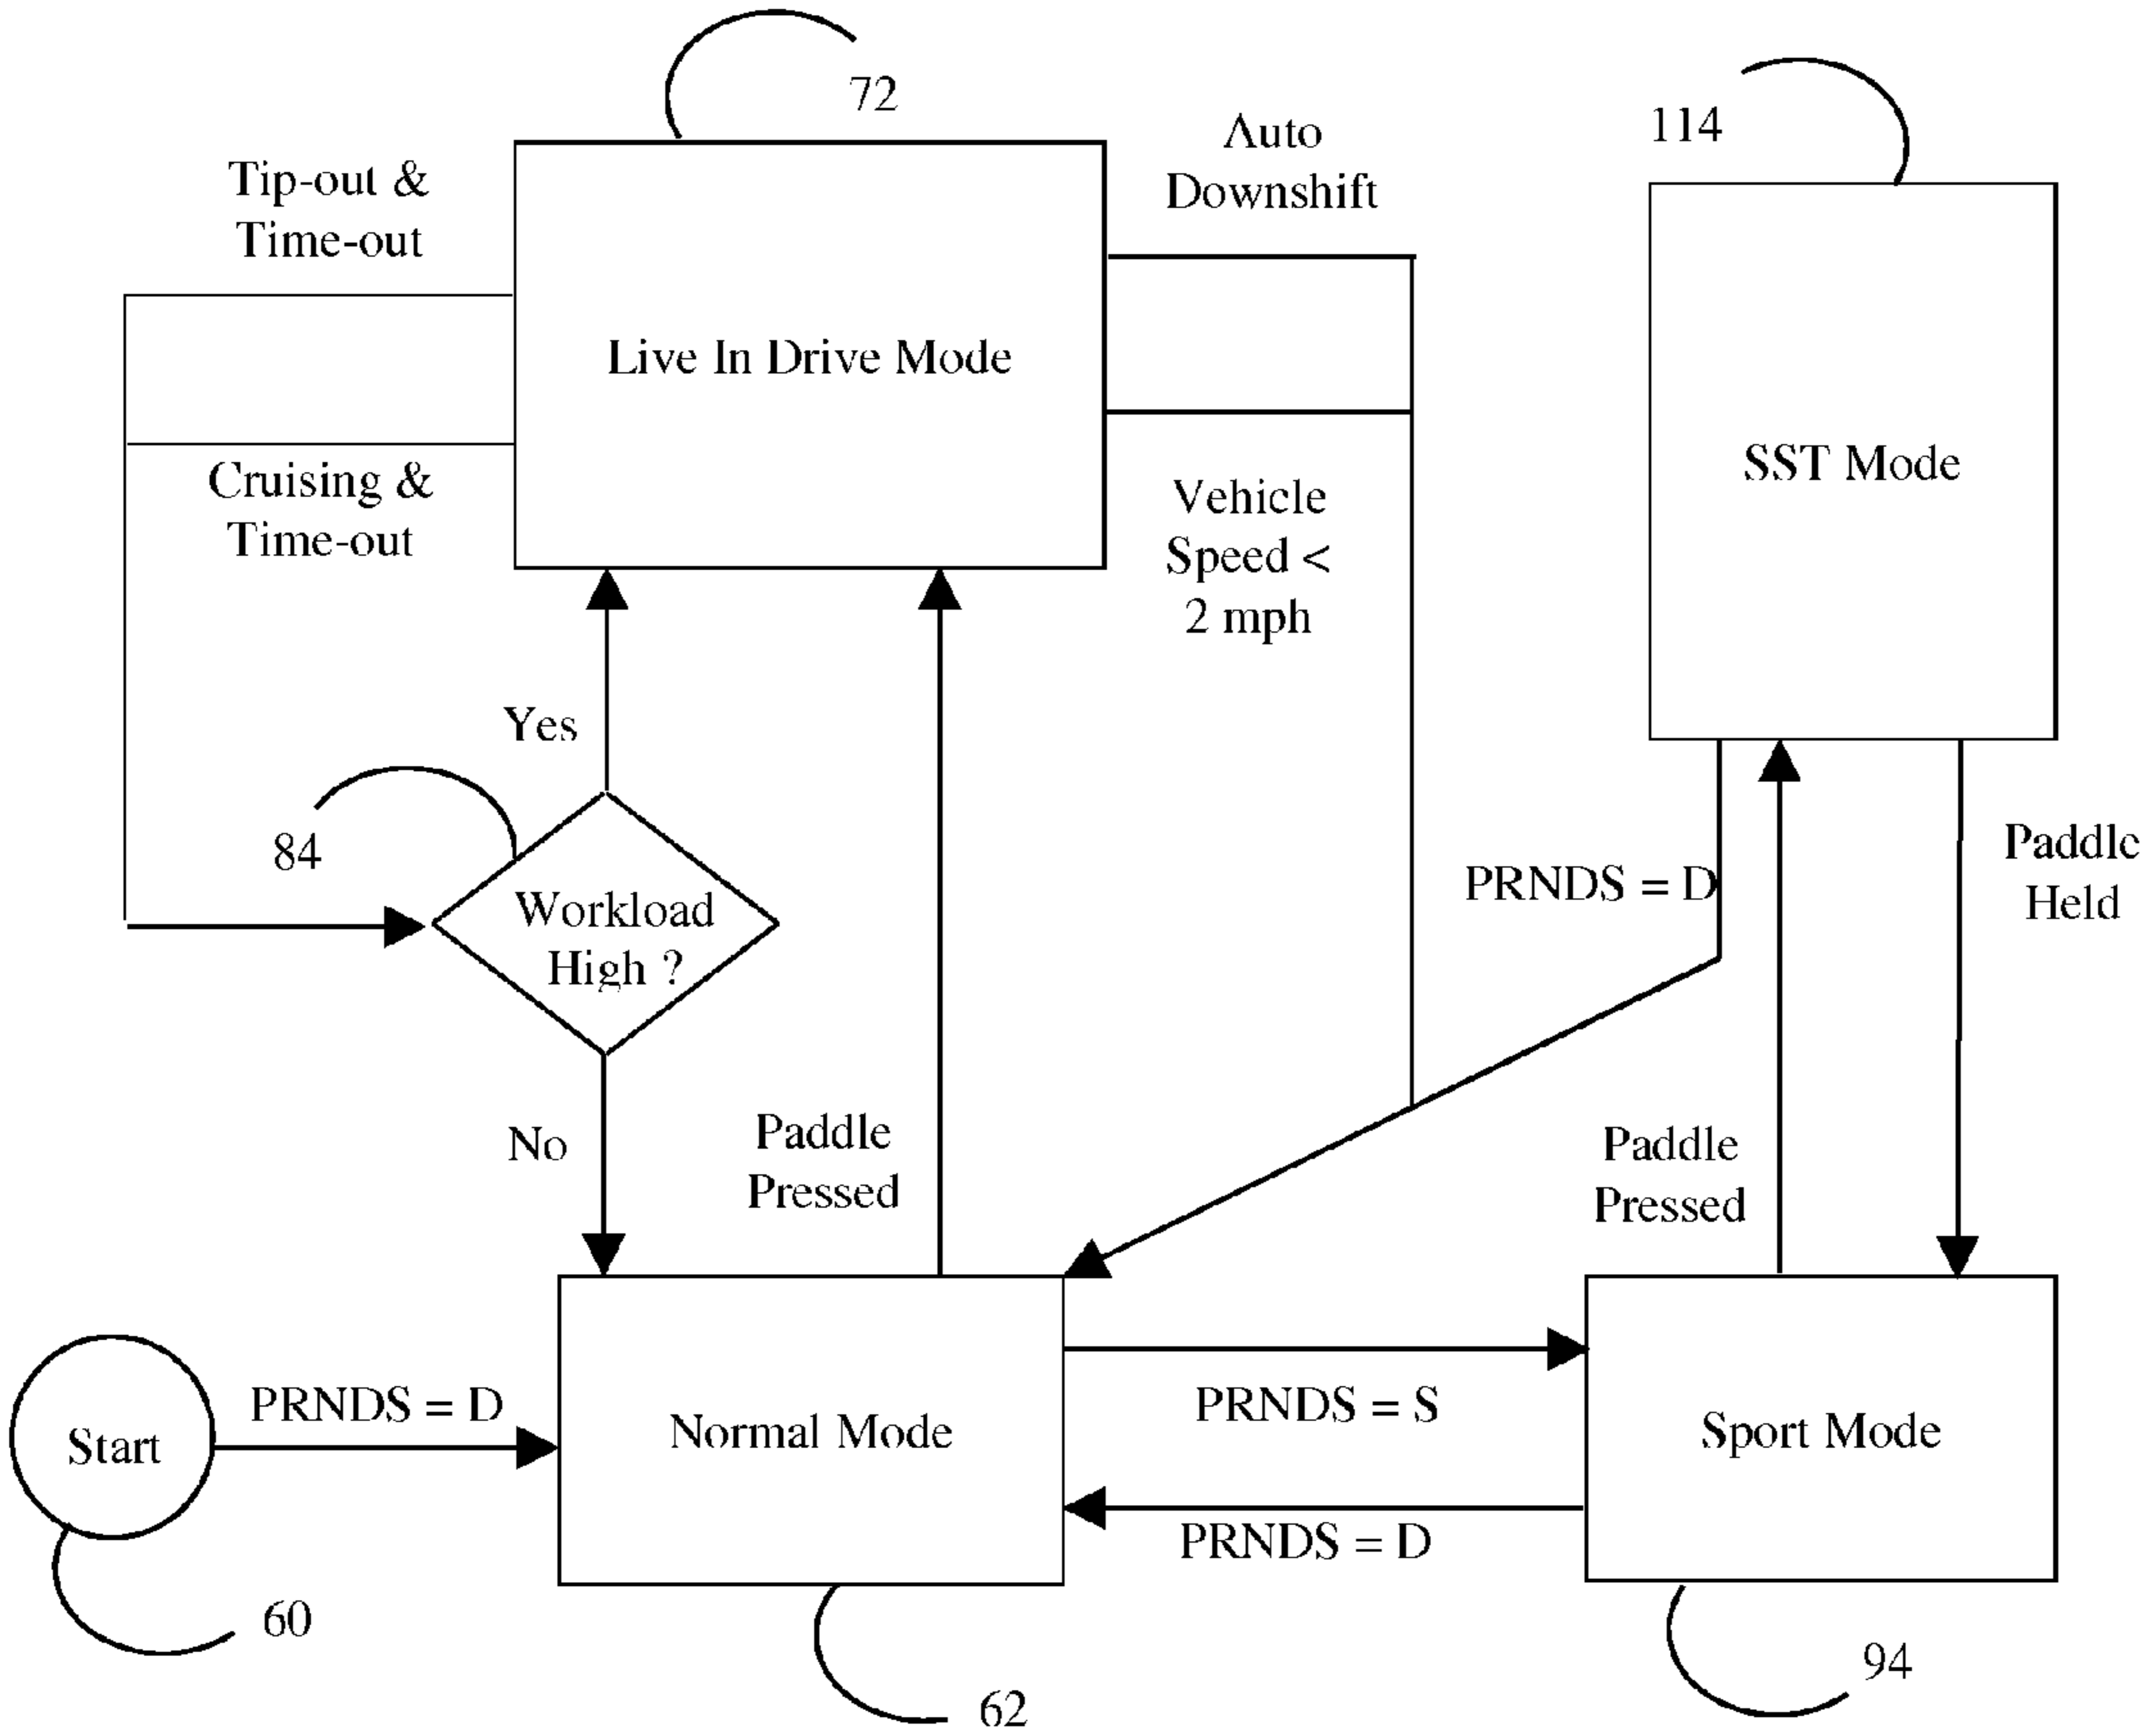 72
114
Auto
Downshift
Tip-out &
Time-out
Live In Drive Mode
Cruising &
Time-out
Vehicle
Speed <
2 mph
SST Mode
Yes
84
Workload
High ?
PRNDS = D
Paddle
Held
No
Paddle
Pressed
Paddle
Pressed
Start
PRNDS = D
Normal Mode
PRNDS = S
PRNDS = D
Sport Mode
60
62
94